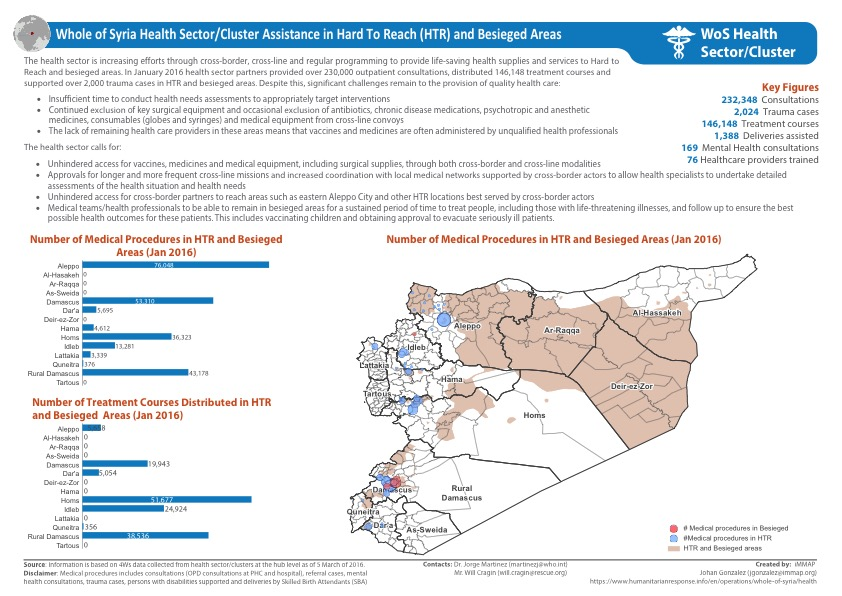 Whole of Syria Health Sector/Cluster Assistance in Hard To Reach (HTR) and Besieged Areas
WoS Health
Sector/Cluster
The health sector is increasing efforts through cross-border, cross-line and regular programming to provide life-saving health supplies and services to Hard to
Reach and besieged areas. In January 2016 health sector partners provided over 230,000 outpatient consultations, distributed 146,148 treatment courses and
supported over 2,000 trauma cases in HTR and besieged areas. Despite this, significant challenges remain to the provision of quality health care:
• Insufficient time to conduct health needs assessments to appropriately target interventions
• Continued exclusion of key surgical equipment and occasional exclusion of antibiotics, chronic disease medications, psychotropic and anesthetic
medicines, consumables (globes and syringes) and medical equipment from cross-line convoys
• The lack of remaining health care providers in these areas means that vaccines and medicines are often administered by unqualified health professionals
Key Figures
232,348 Consultations
2,024 Trauma cases
146,148 Treatment courses
1,388 Deliveries assisted
169 Mental Health consultations
76 Healthcare providers trained
The health sector calls for:
• Unhindered access for vaccines, medicines and medical equipment, including surgical supplies, through both cross-border and cross-line modalities
• Approvals for longer and more frequent cross-line missions and increased coordination with local medical networks supported by cross-border actors to allow health specialists to undertake detailed
assessments of the health situation and health needs
• Unhindered access for cross-border partners to reach areas such as eastern Aleppo City and other HTR locations best served by cross-border actors
• Medical teams/health professionals to be able to remain in besieged areas for a sustained period of time to treat people, including those with life-threatening illnesses, and follow up to ensure the best
possible health outcomes for these patients. This includes vaccinating children and obtaining approval to evacuate seriously ill patients.
Number of Medical Procedures in HTR and Besieged
Areas (Jan 2016)
Aleppo 76,048
Al-Hasakeh 0
Ar-Raqqa 0
As-Sweida 0
Damascus 53,310
Dar'a 5,695
Deir-ez-Zor 0
Hama 4,612
Homs 36,323
Idleb 13,281
Lattakia 3,339
Quneitra 376
Rural Damascus 43,178
Tartous 0
Number of Treatment Courses Distributed in HTR
and Besieged Areas (Jan 2016)
Aleppo
Al-Hasakeh 0
Ar-Raqqa 0
As-Sweida 0
Damascus 19,943
Dar'a 5,054
Deir-ez-Zor 0
Hama 0
Homs 51,677
Idleb 24,924
Lattakia 0
Quneitra 356
Rural Damascus 38,536
Tartous 0
Number of Medical Procedures in HTR and Besieged Areas (Jan 2016)
Al-Hassakeh
Aleppo
Ar-Raqqa
Idleb
Lattakia
Hama
Deir-ez-Zor
Tartous
Homs
Damascus
Rural
Damascus
Quneitra
Dar'a
As-Sweida
# Medical procedures in Besieged
#Medical procedures in HTR
HTR and Besieged areas
Source: Information is based on 4Ws data collected from health sector/clusters at the hub level as of 5 March of 2016.
Disclaimer: Medical procedures includes consultations (OPD consultations at PHC and hospital), referral cases, mental
health consultations, trauma cases, persons with disabilities supported and deliveries by Skilled Birth Attendants (SBA)
Contacts: Dr. Jorge Martinez (martinezj@who.int)
Mr. Will Cragin (will.cragin@rescue.org)
Created by: iMMAP
Johan Gonzalez (jgonzalez@immap.org)
https://www.humanitarianresponse.info/en/operations/whole-of-syria/health